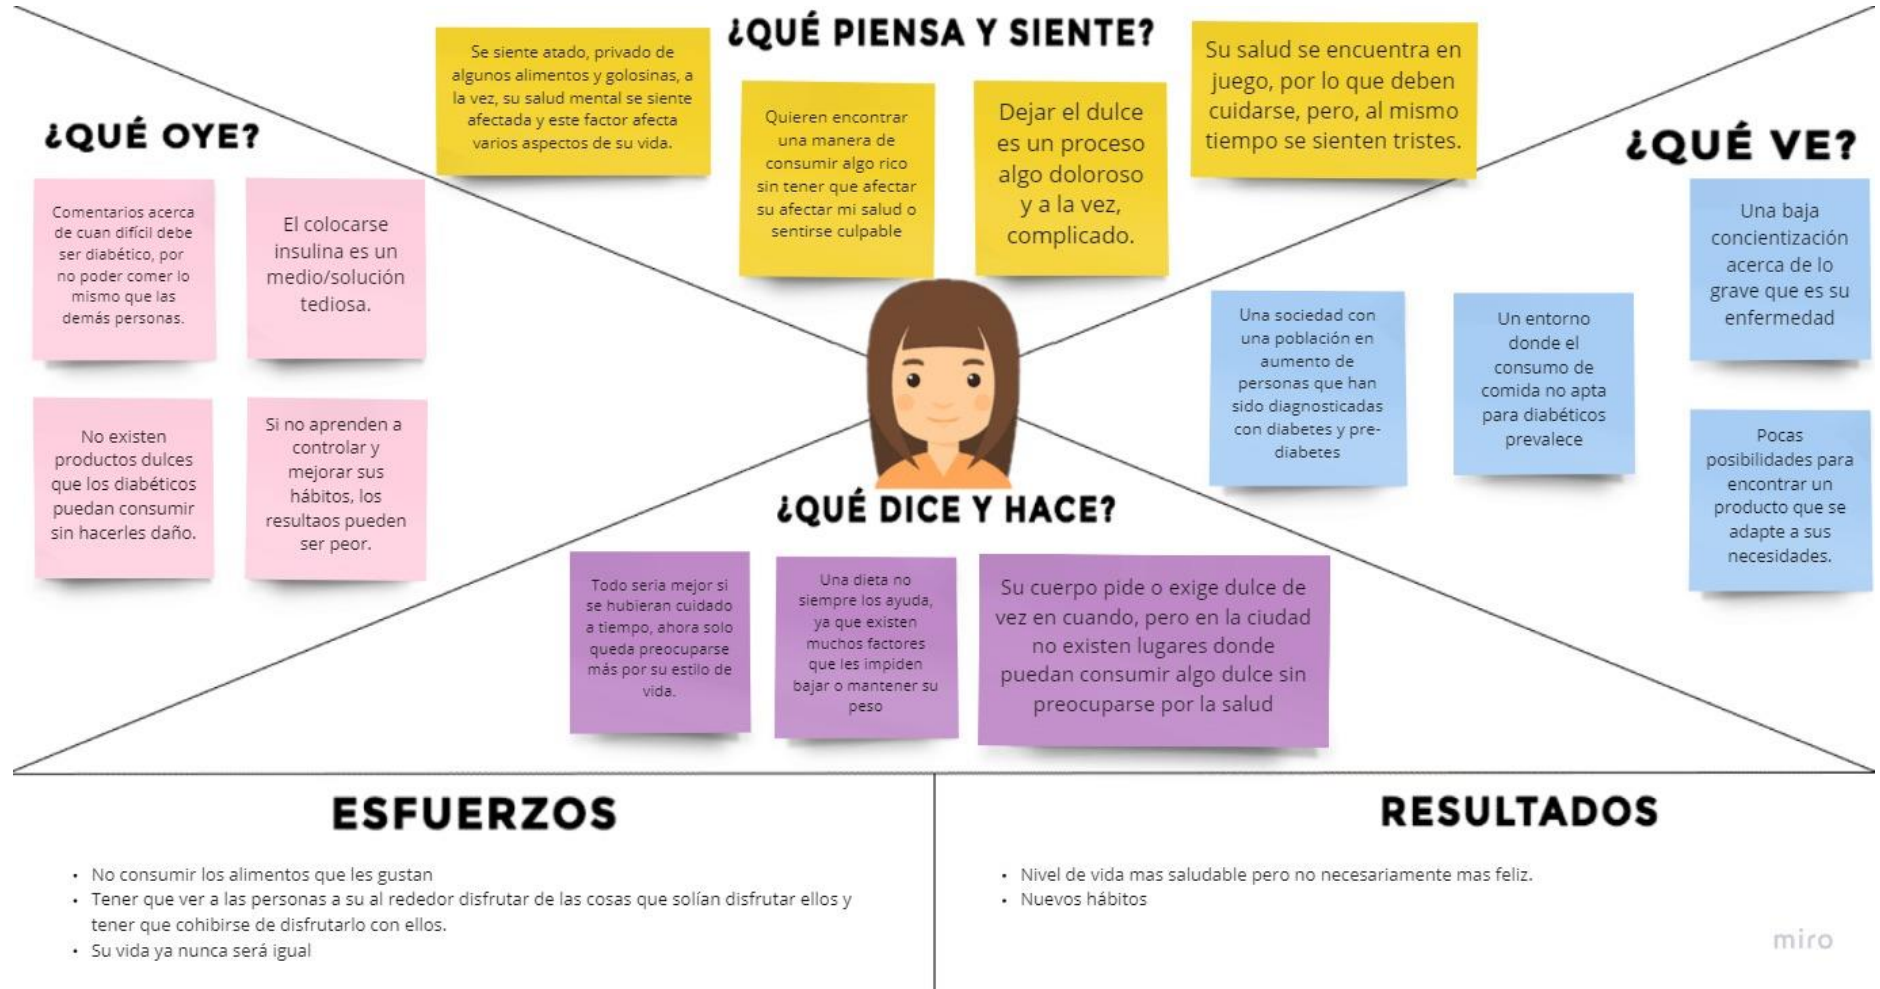 ¿QUÉ PIENSA Y SIENTE?
Se siente atado, privado de
algunos alimentos y golosinas, a
la vez, su salud mental se siente
afectada y este factor afecta
varios aspectos de su vida.
Quieren encontrar
una manera de
consumir algo rico
sin tener que afectar
su afectar mi salud o
sentirse culpable
Dejar el dulce
es un proceso
algo doloroso
y a la vez,
complicado.
Su salud se encuentra en
juego, por lo que deben
cuidarse, pero, al mismo
tiempo se sienten tristes.
¿QUÉ OYE?
Comentarios acerca
de cuan difícil debe
ser diabético, por
no poder comer lo
mismo que las
demás personas.
El colocarse
insulina es un
medio/solución
tediosa.
No existen
productos dulces
que los diabéticos
puedan consumir
sin hacerles daño.
Si no aprenden a
controlar y
mejorar sus
hábitos, los
resultaos pueden
ser peor.
¿QUÉ VE?
Una baja
concientización
acerca de lo
grave que es su
enfermedad
Una sociedad con
una población en
aumento de
personas que han
sido diagnosticadas
con diabetes y pre-
diabetes
Un entorno
donde el
consumo de
comida no apta
para diabéticos
prevalece
Pocas
posibilidades para
encontrar un
producto que se
adapte a sus
necesidades.
¿QUÉ DICE Y HACE?
Todo seria mejor si
se hubieran cuidado
a tiempo, ahora solo
queda preocuparse
más por su estilo de
vida.
Una dieta no
siempre los ayuda,
ya que existen
muchos factores
que les impiden
bajar o mantener su
peso
Su cuerpo pide o exige dulce de
vez en cuando, pero en la ciudad
no existen lugares donde
puedan consumir algo dulce sin
preocuparse por la salud
ESFUERZOS
• No consumir los alimentos que les gustan
• Tener que ver a las personas a su al rededor disfrutar de las cosas que solían disfrutar ellos y
tener que cohibirse de disfrutarlo con ellos.
• Su vida ya nunca será igual
RESULTADOS
• Nivel de vida mas saludable pero no necesariamente mas feliz.
• Nuevos hábitos
miro